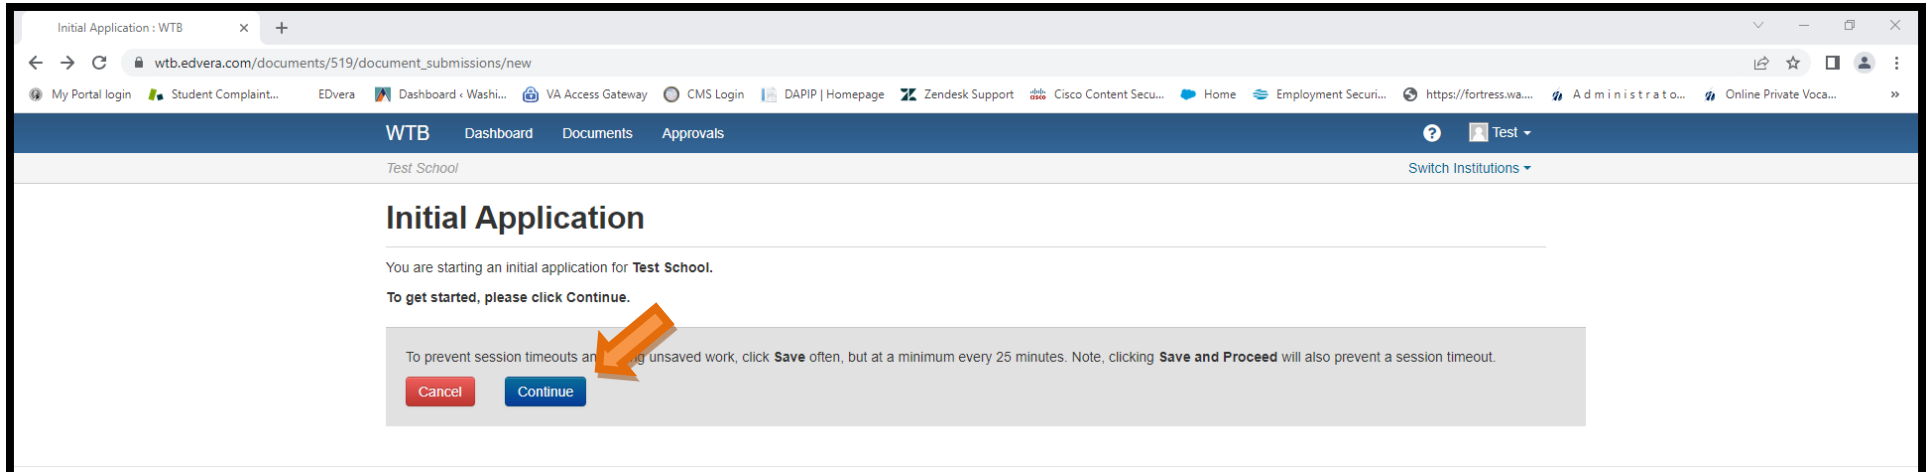 Initial Application : WTB
wtb.edvera.com/documents/519/document_submissions/new
My Portal login Student Complaint... EDvera Dashboard ‹ Washi... VA Access Gateway CMS Login DAPIP | Homepage Zendesk Support cisco Cisco Content Secu... Home Employment Securi... https://fortress.wa.... A d m i n i s t r a t o... Online Private Voca... »
WTB Dashboard Documents Approvals ? Test
Test School Switch Institutions
Initial Application
You are starting an initial application for Test School.
To get started, please click Continue.
To prevent session timeouts unsaved work, click Save often, but at a minimum every 25 minutes. Note, clicking Save and Proceed will also prevent a session timeout.
Cancel Continue